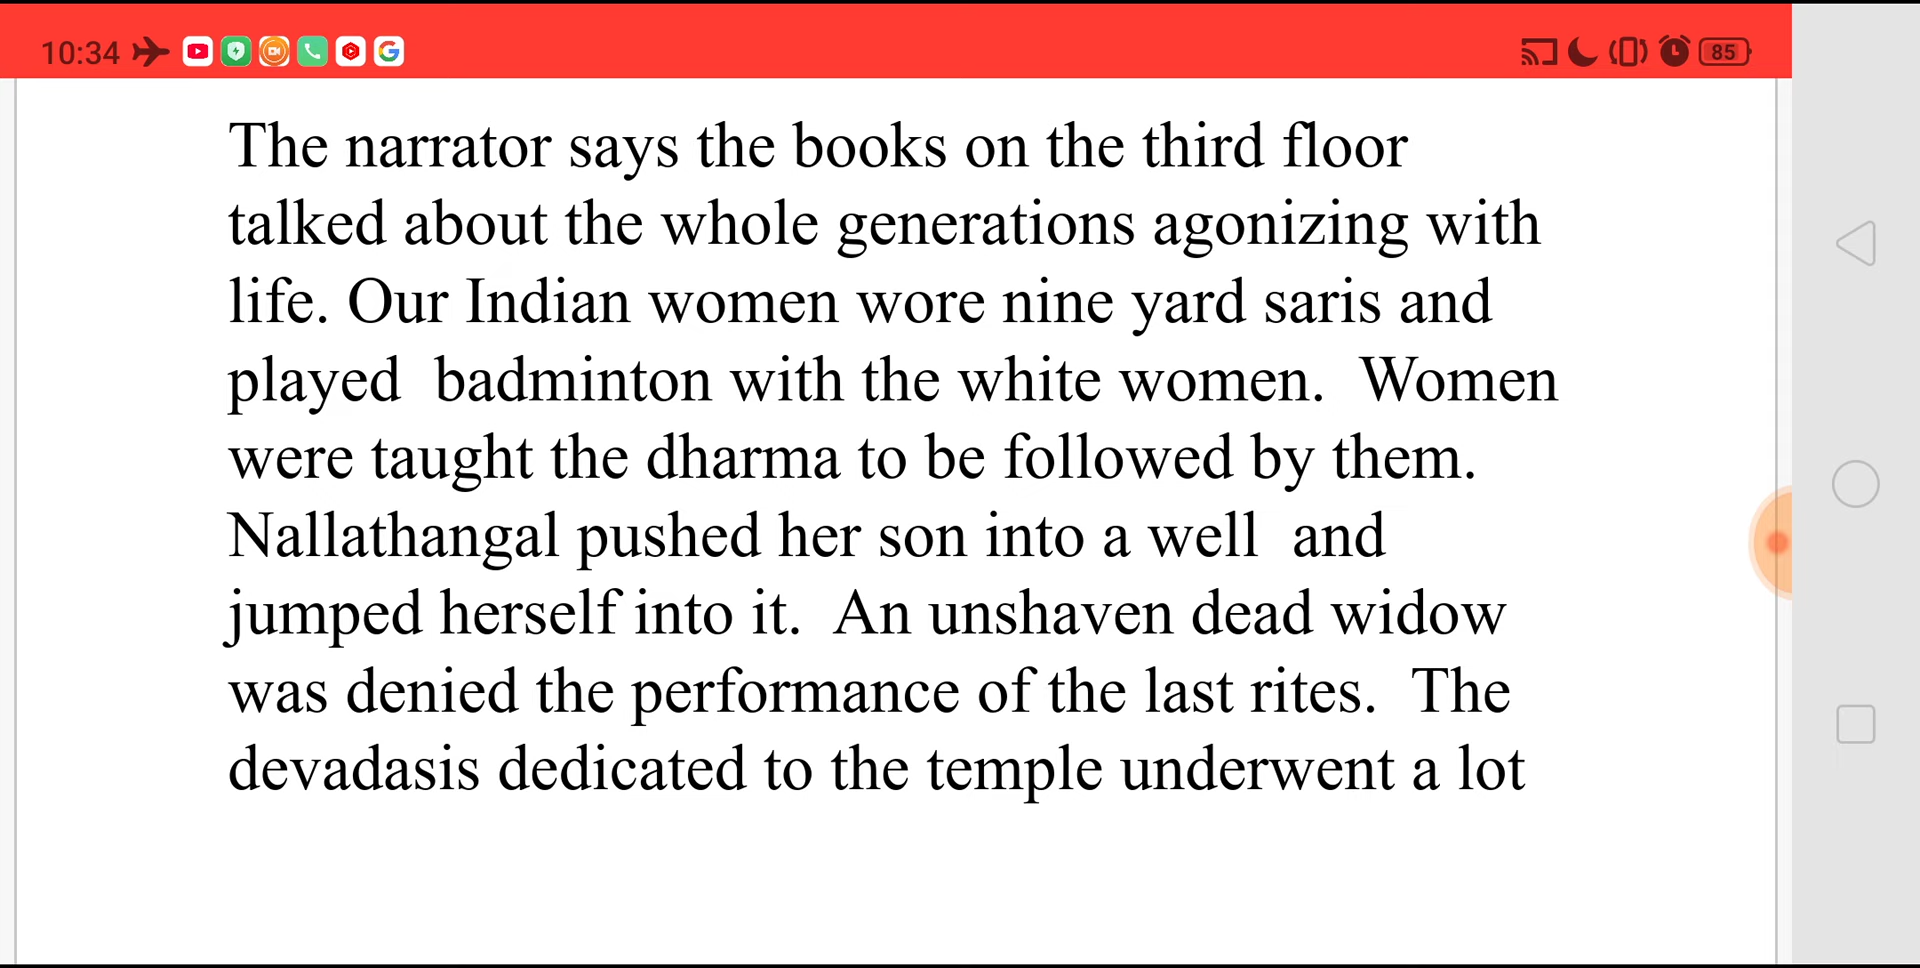 10:34
85
The narrator says the books on the third floor
talked about the whole generations agonizing with
life. Our Indian women wore nine yard saris and
played  badminton with the white women.  Women
were taught the dharma to be followed by them.
Nallathangal pushed her son into a well  and
jumped herself into it.  An unshaven dead widow
was denied the performance of the last rites.  The
devadasis dedicated to the temple underwent a lot